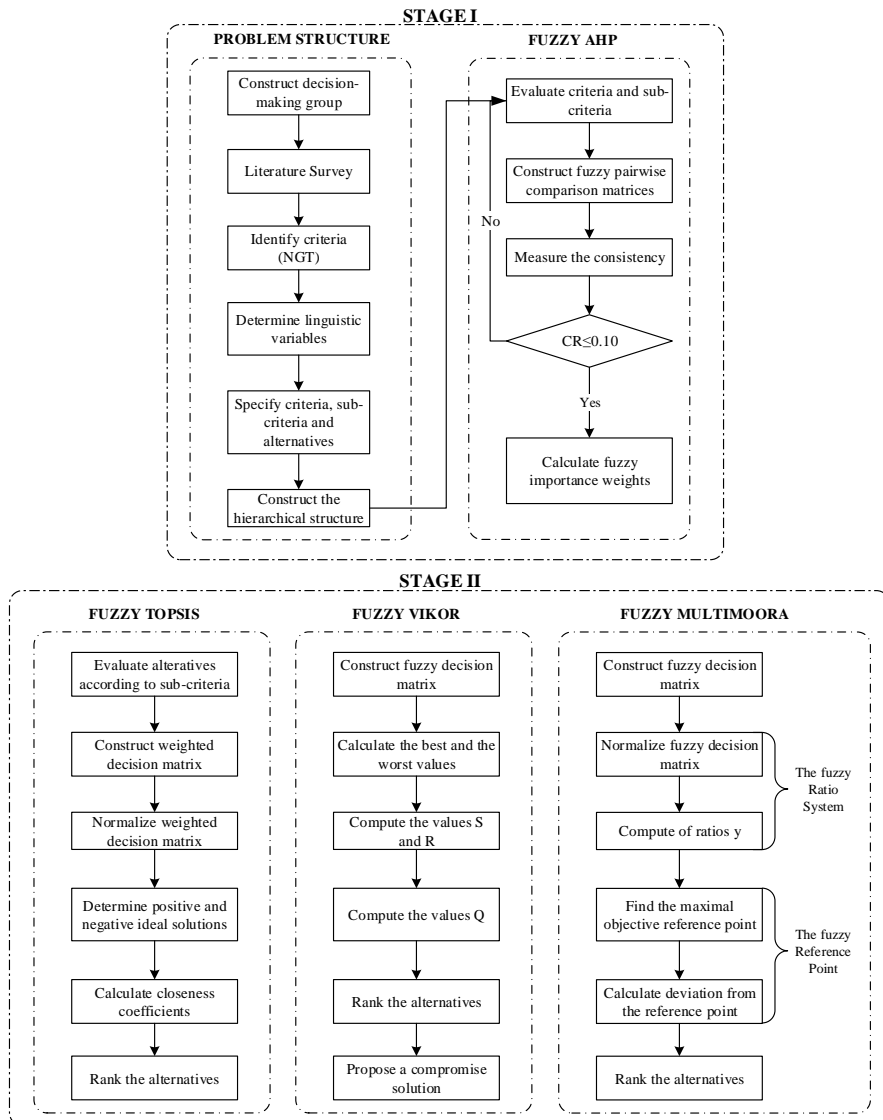 STAGE I
PROBLEM STRUCTURE
Construct decision-
making group
Literature Survey
Identify criteria
(NGT)
Determine linguistic
variables
Specify criteria, sub-
criteria and
alternatives
Construct the
hierarchical structure
FUZZY AHP
Evaluate criteria and sub-
criteria
Construct fuzzy pairwise
comparison matrices
No
Measure the consistency
CR≤0.10
Yes
Calculate fuzzy
importance weights
STAGE II
FUZZY TOPSIS
Evaluate alteratives
according to sub-criteria
Construct weighted
decision matrix
Normalize weighted
decision matrix
Determine positive and
negative ideal solutions
Calculate closeness
coefficients
Rank the alternatives
FUZZY VIKOR
Construct fuzzy decision
matrix
Calculate the best and the
worst values
Compute the values S
and R
Compute the values Q
Rank the alternatives
Propose a compromise
solution
FUZZY MULTIMOORA
Construct fuzzy decision
matrix
Normalize fuzzy decision
matrix
Compute of ratios y
The fuzzy
Ratio
System
Find the maximal
objective reference point
Calculate deviation from
the reference point
The fuzzy
Reference
Point
Rank the alternatives